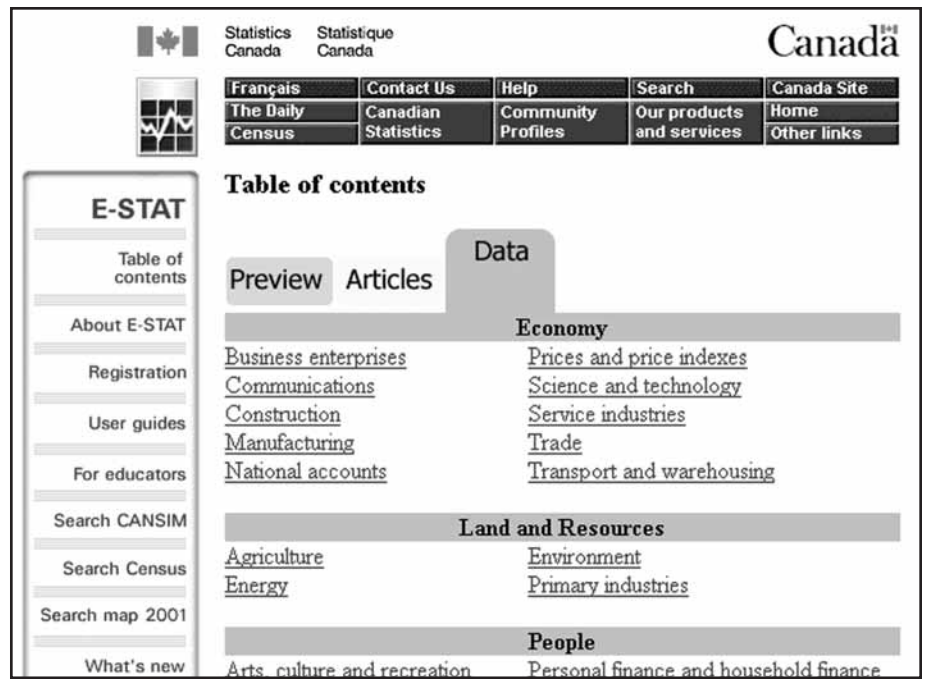 Statistics Statistique
Canada Canada
Canada
Français Contact Us Help Search Canada Site
The Daily Canadian Community Our products Home
Census Statistics Profiles and services Other links
Table of contents
E-STAT
Table of
contents
About E-STAT
Registration
User guides
For educators
Search CANSIM
Search Census
Search map 2001
What's new
Preview Articles Data
Economy
Business enterprises Prices and price indexes
Communications Science and technology
Construction Service industries
Manufacturing Trade
National accounts Transport and warehousing
Land and Resources
Agriculture Environment
Energy Primary industries
People
Arts, culture and recreation Personal finance and household finance